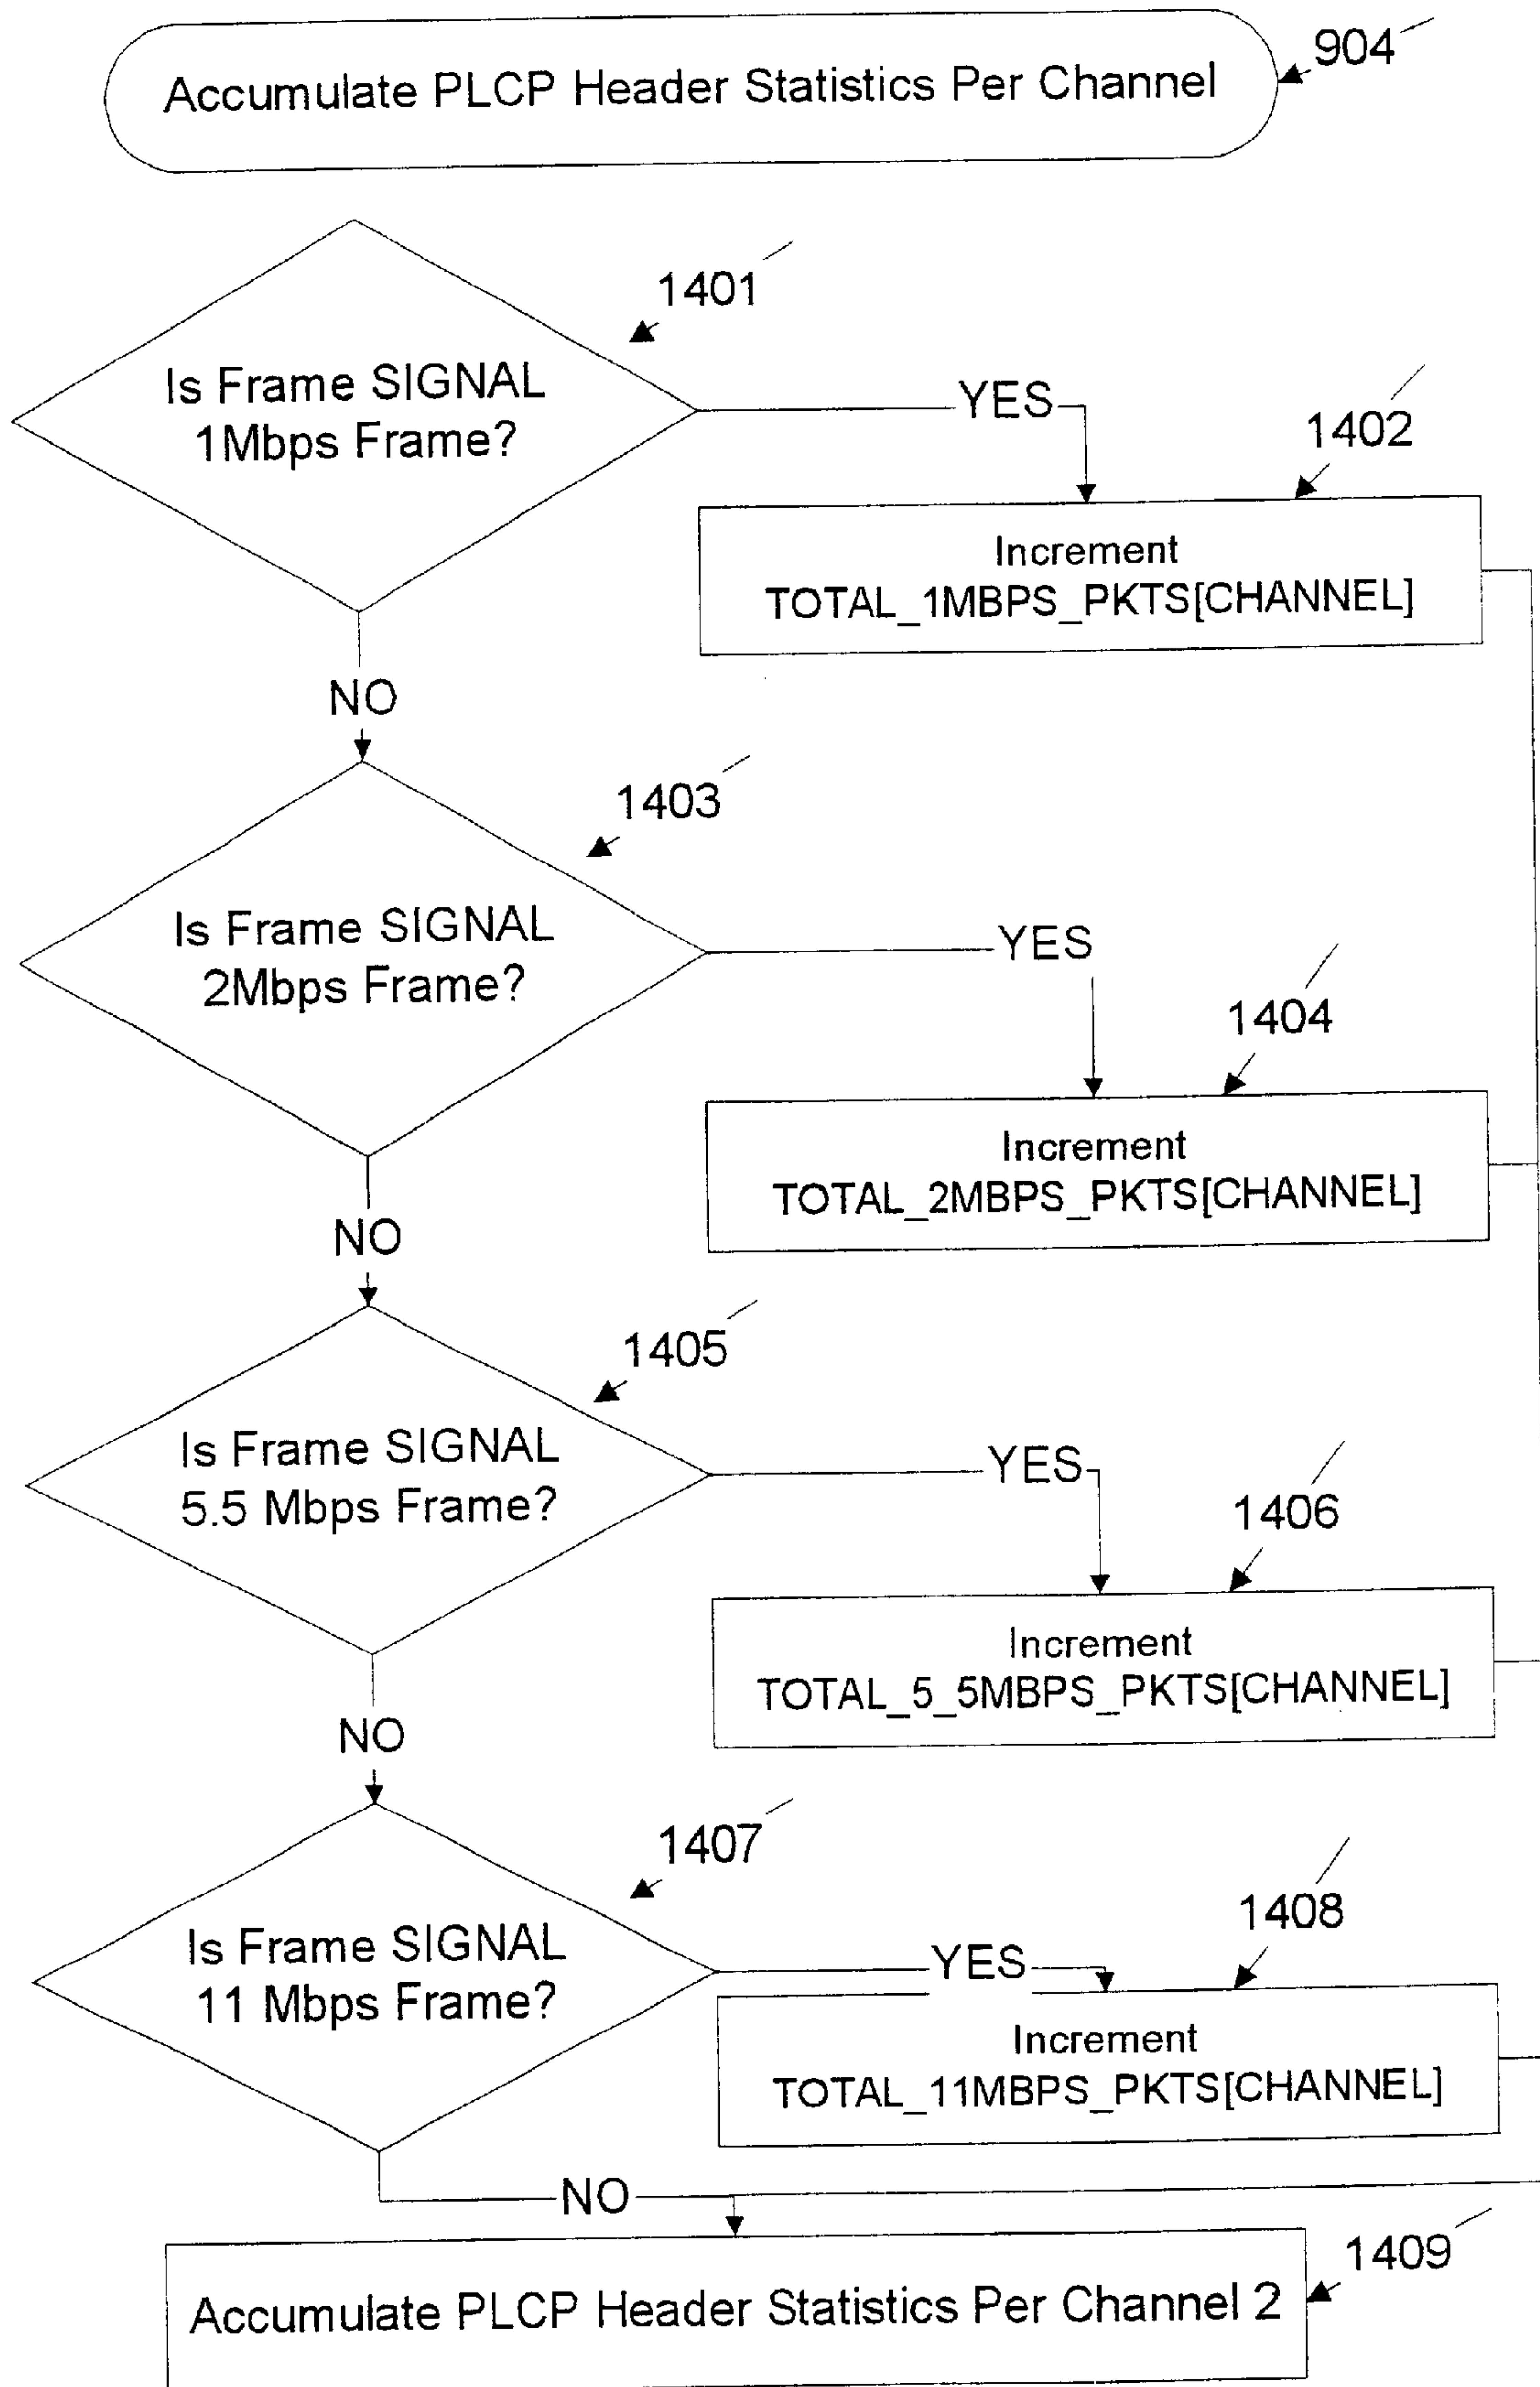 Accumulate PLCP Header Statistics Per Channel
904
1401
Is Frame SIGNAL
1Mbps Frame?
YES
1402
Increment
TOTAL_1MBPS_PKTS[CHANNEL]
NO
1403
Is Frame SIGNAL
2Mbps Frame?
YES
1404
Increment
TOTAL_2MBPS_PKTS[CHANNEL]
NO
1405
Is Frame SIGNAL
5.5 Mbps Frame?
YES
1406
Increment
TOTAL_5_5MBPS_PKTS[CHANNEL]
NO
1407
Is Frame SIGNAL
11 Mbps Frame?
YES
1408
Increment
TOTAL_11MBPS_PKTS[CHANNEL]
NO
1409
Accumulate PLCP Header Statistics Per Channel 2